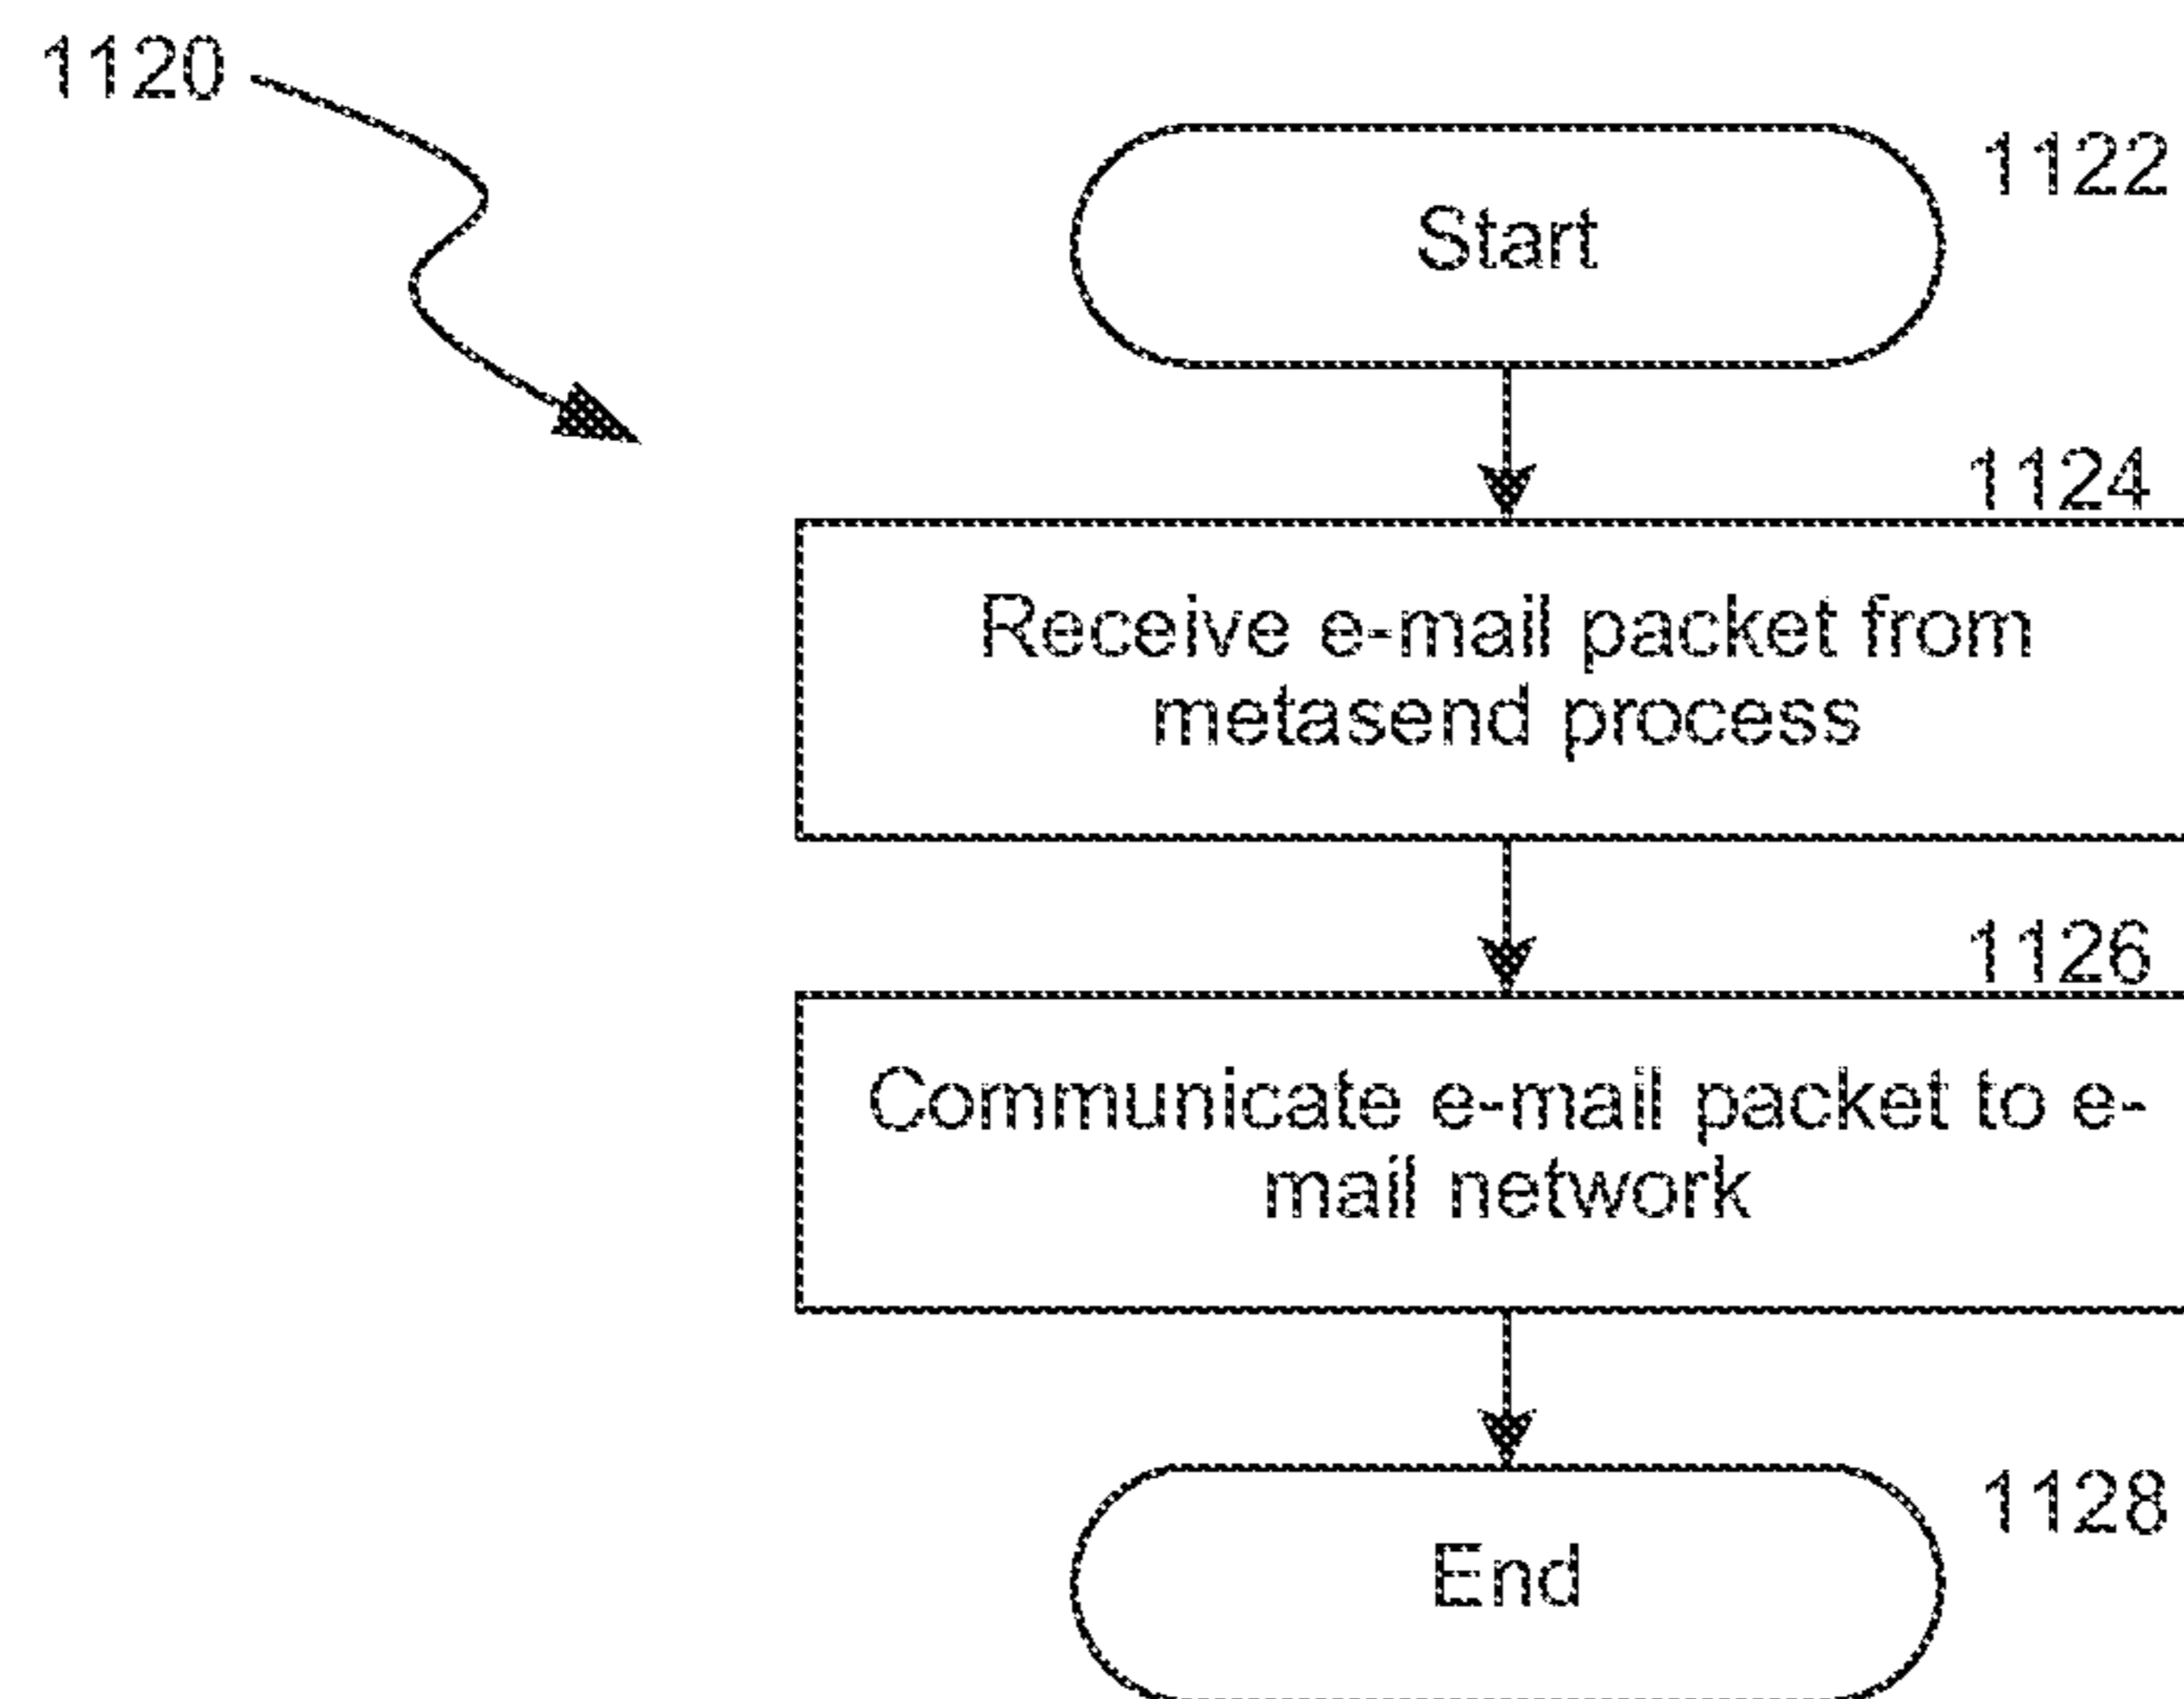 1120
1122
Start
1124
Receive e-mail packet from
metasend process
1126
Communicate e-mail packet to e-
mail network
1128
End